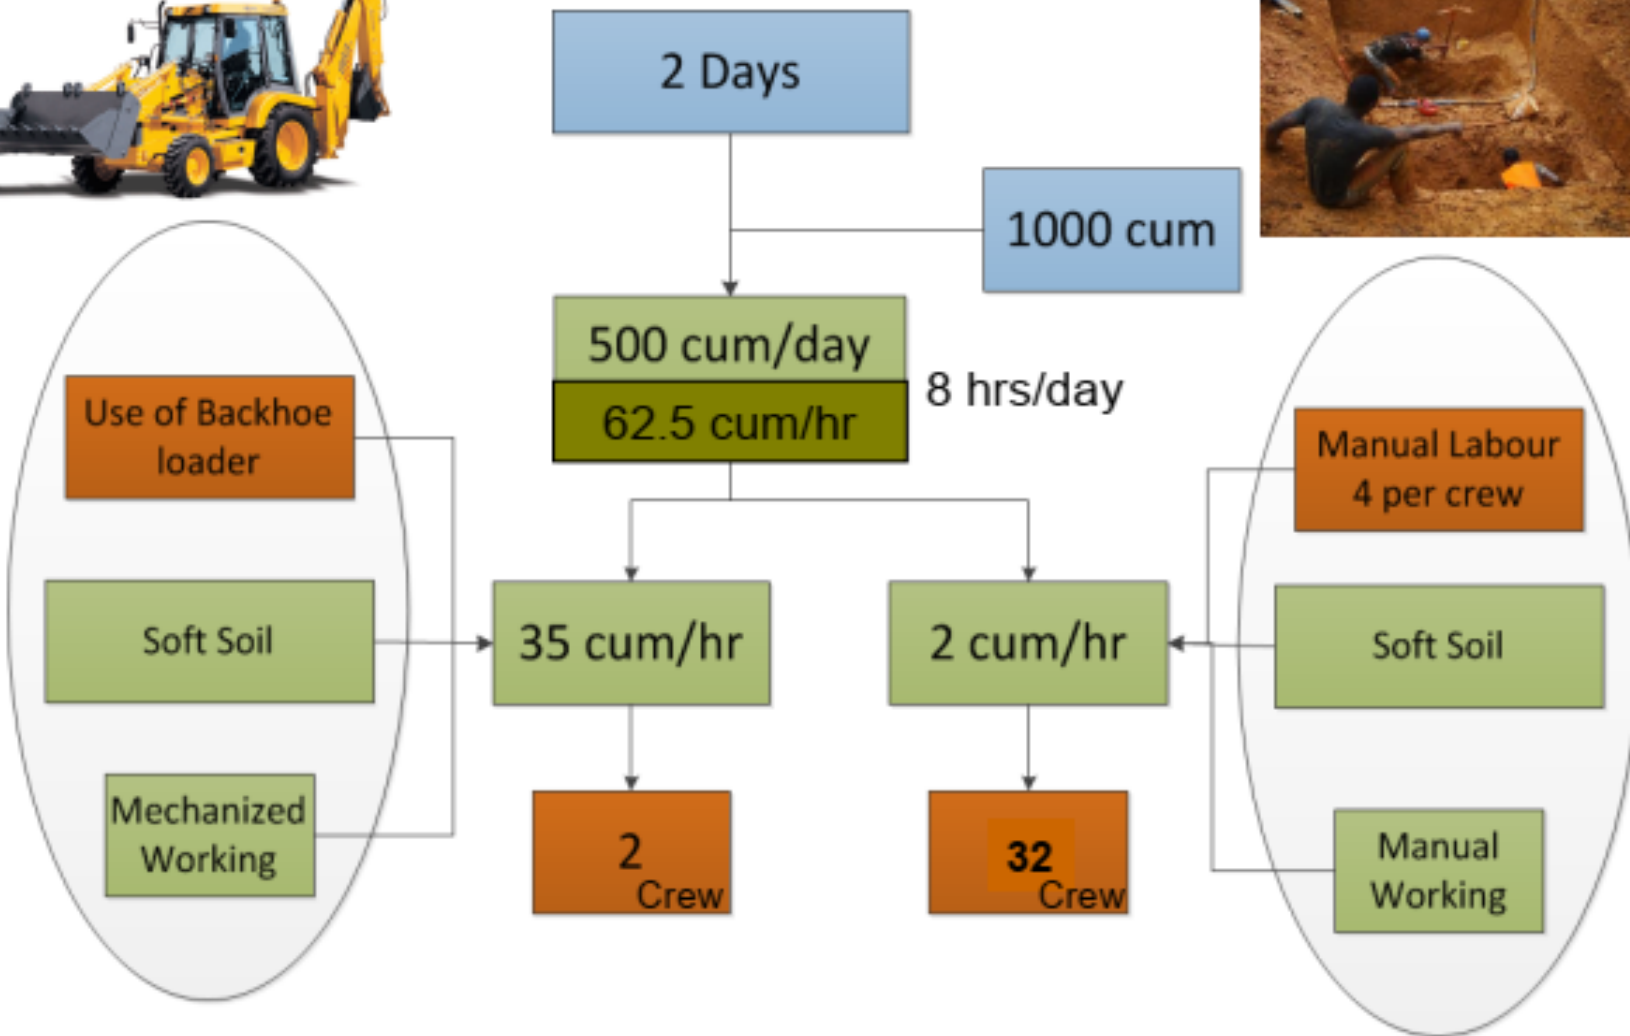 2 Days
1000 cum
500 cum/day
62.5 cum/hr
8 hrs/day
Use of Backhoe
loader
Soft Soil
Mechanized
Working
35 cum/hr
2 cum/hr
2
Crew
32
Crew
Manual Labour
4 per crew
Soft Soil
Manual
Working